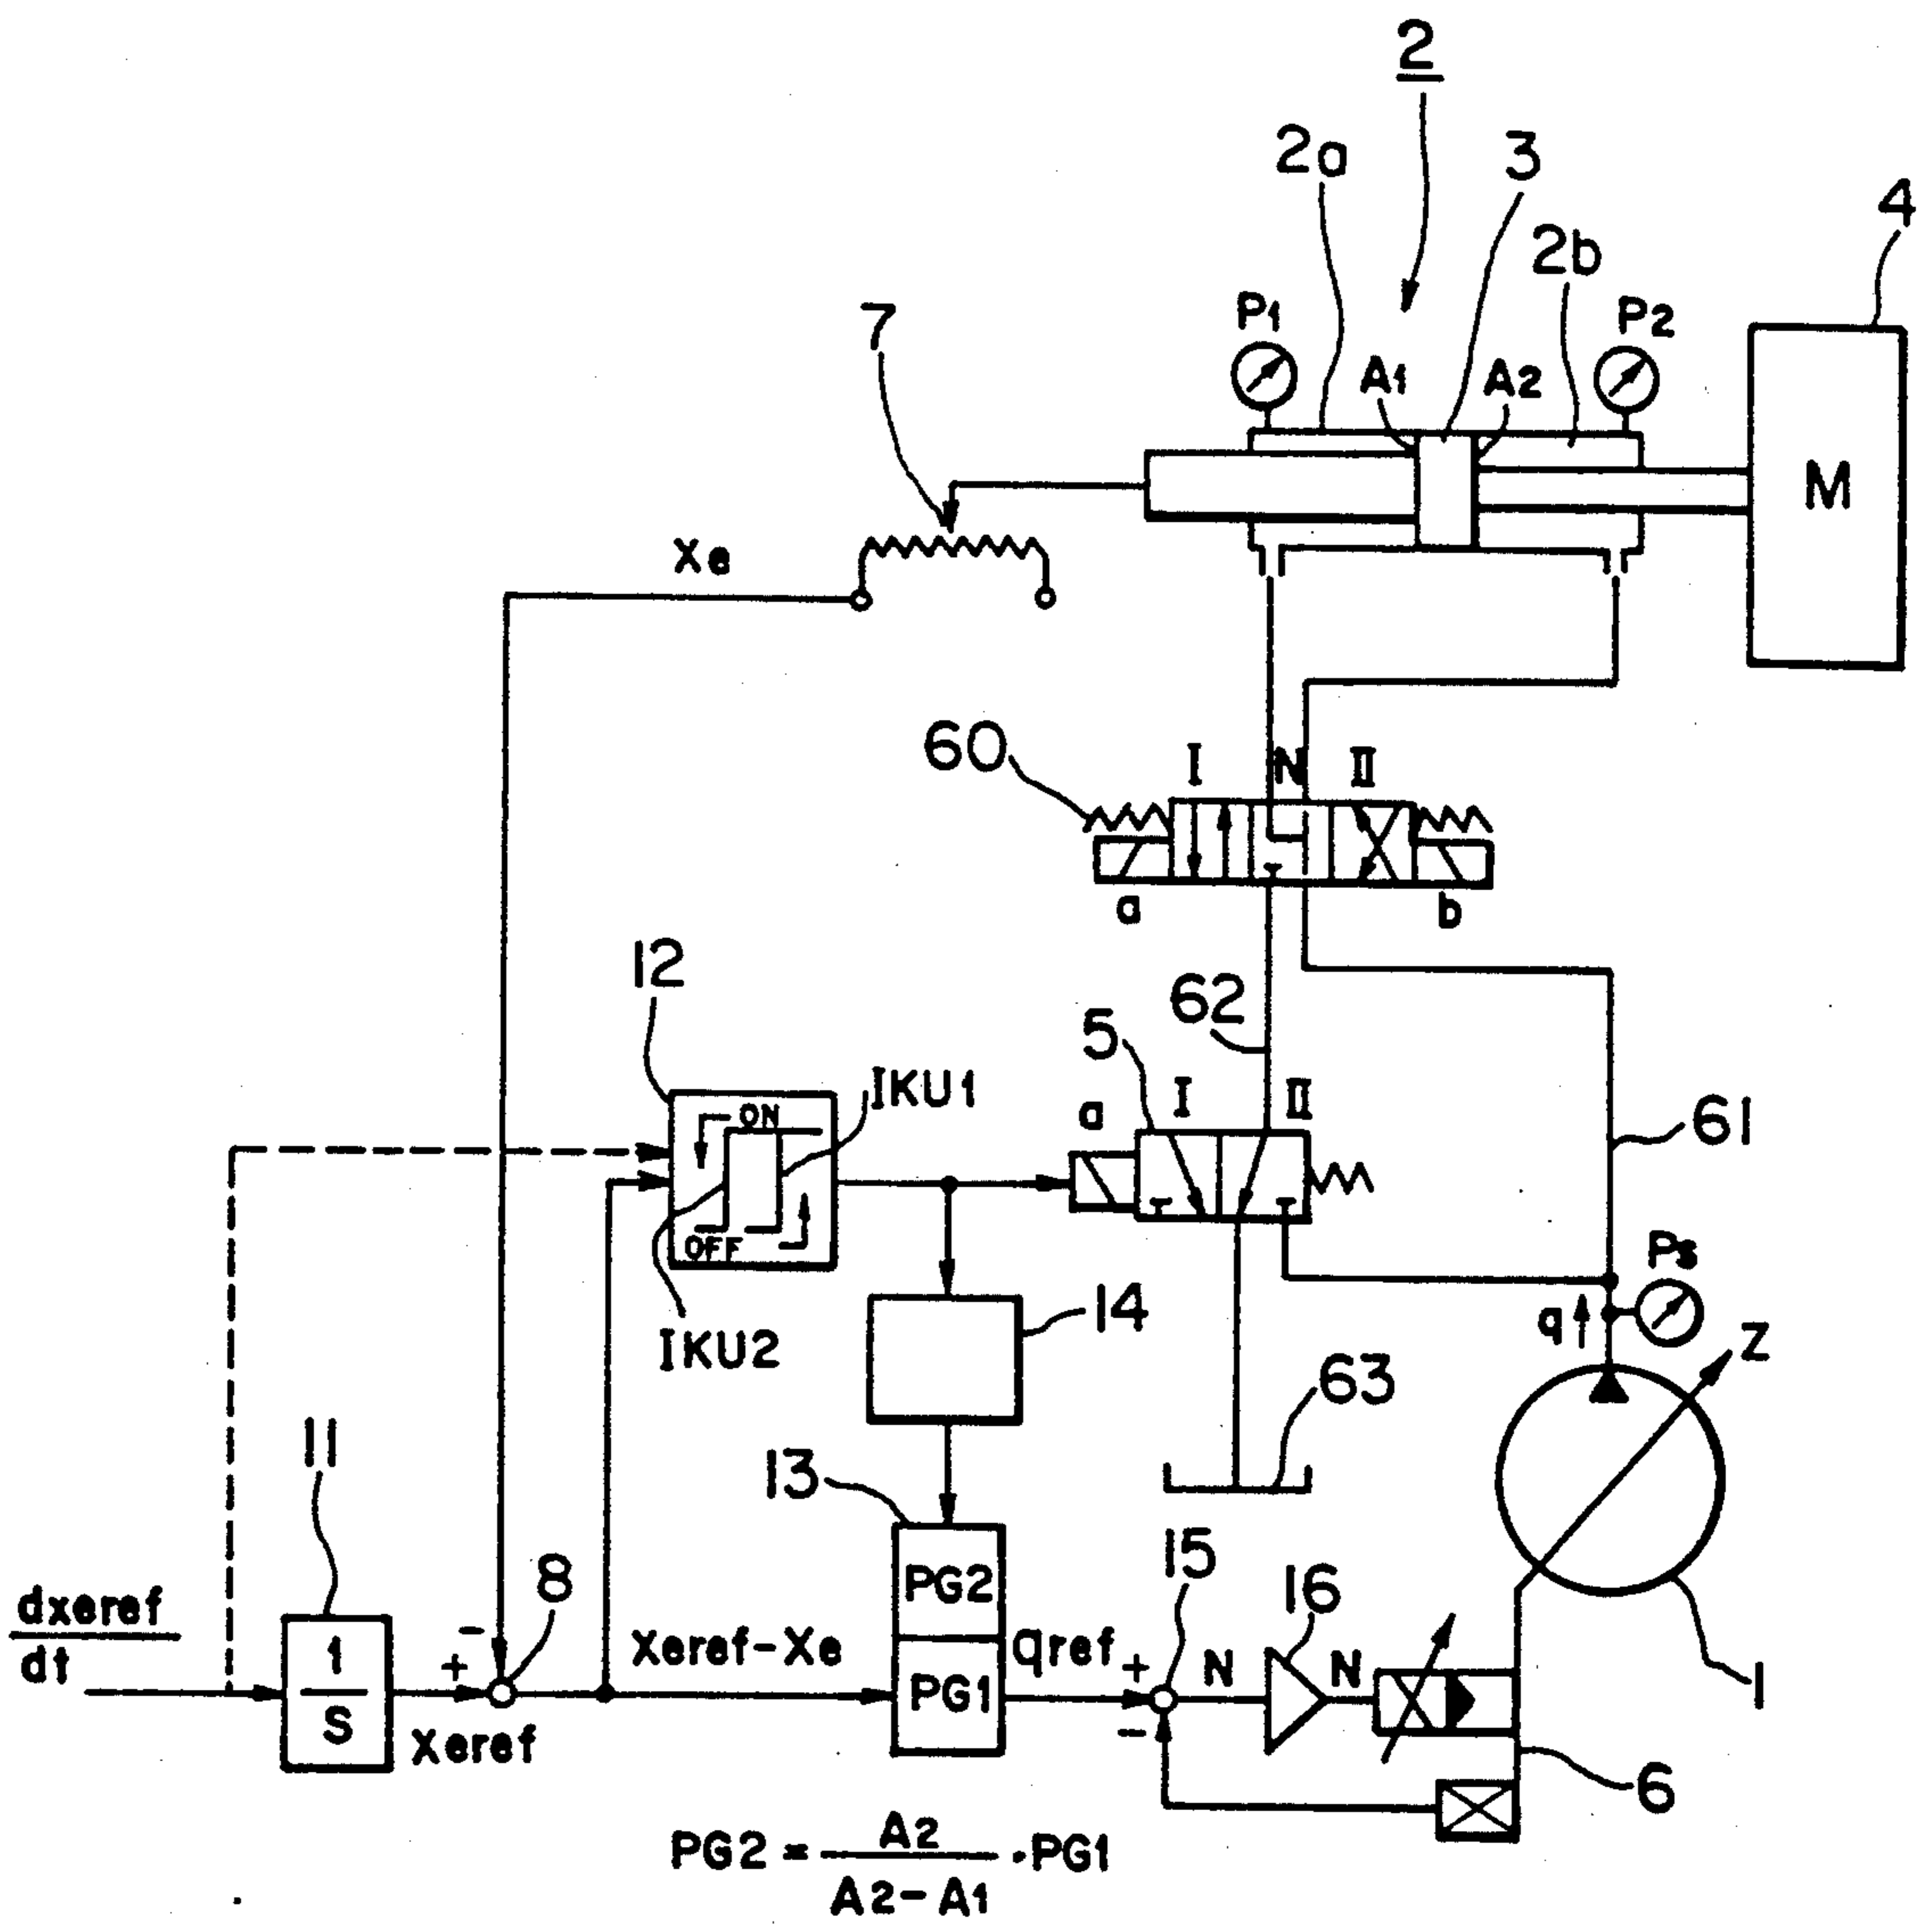 2
2a
3
2b
4
P1
P2
7
A1
A2
M
Xe
60
I
N
II
a
b
12
62
5
IKU1
I
II
a
ON
61
OFF
Ps
q
14
IKU2
Z
63
11
13
15
8
16
PG2
dxeref
dt
1
S
-
+
Xeref-Xe
qref
+
N
N
PG1
1
Xeref
-
6
PG2 = A2 / A2-A1 · PG1